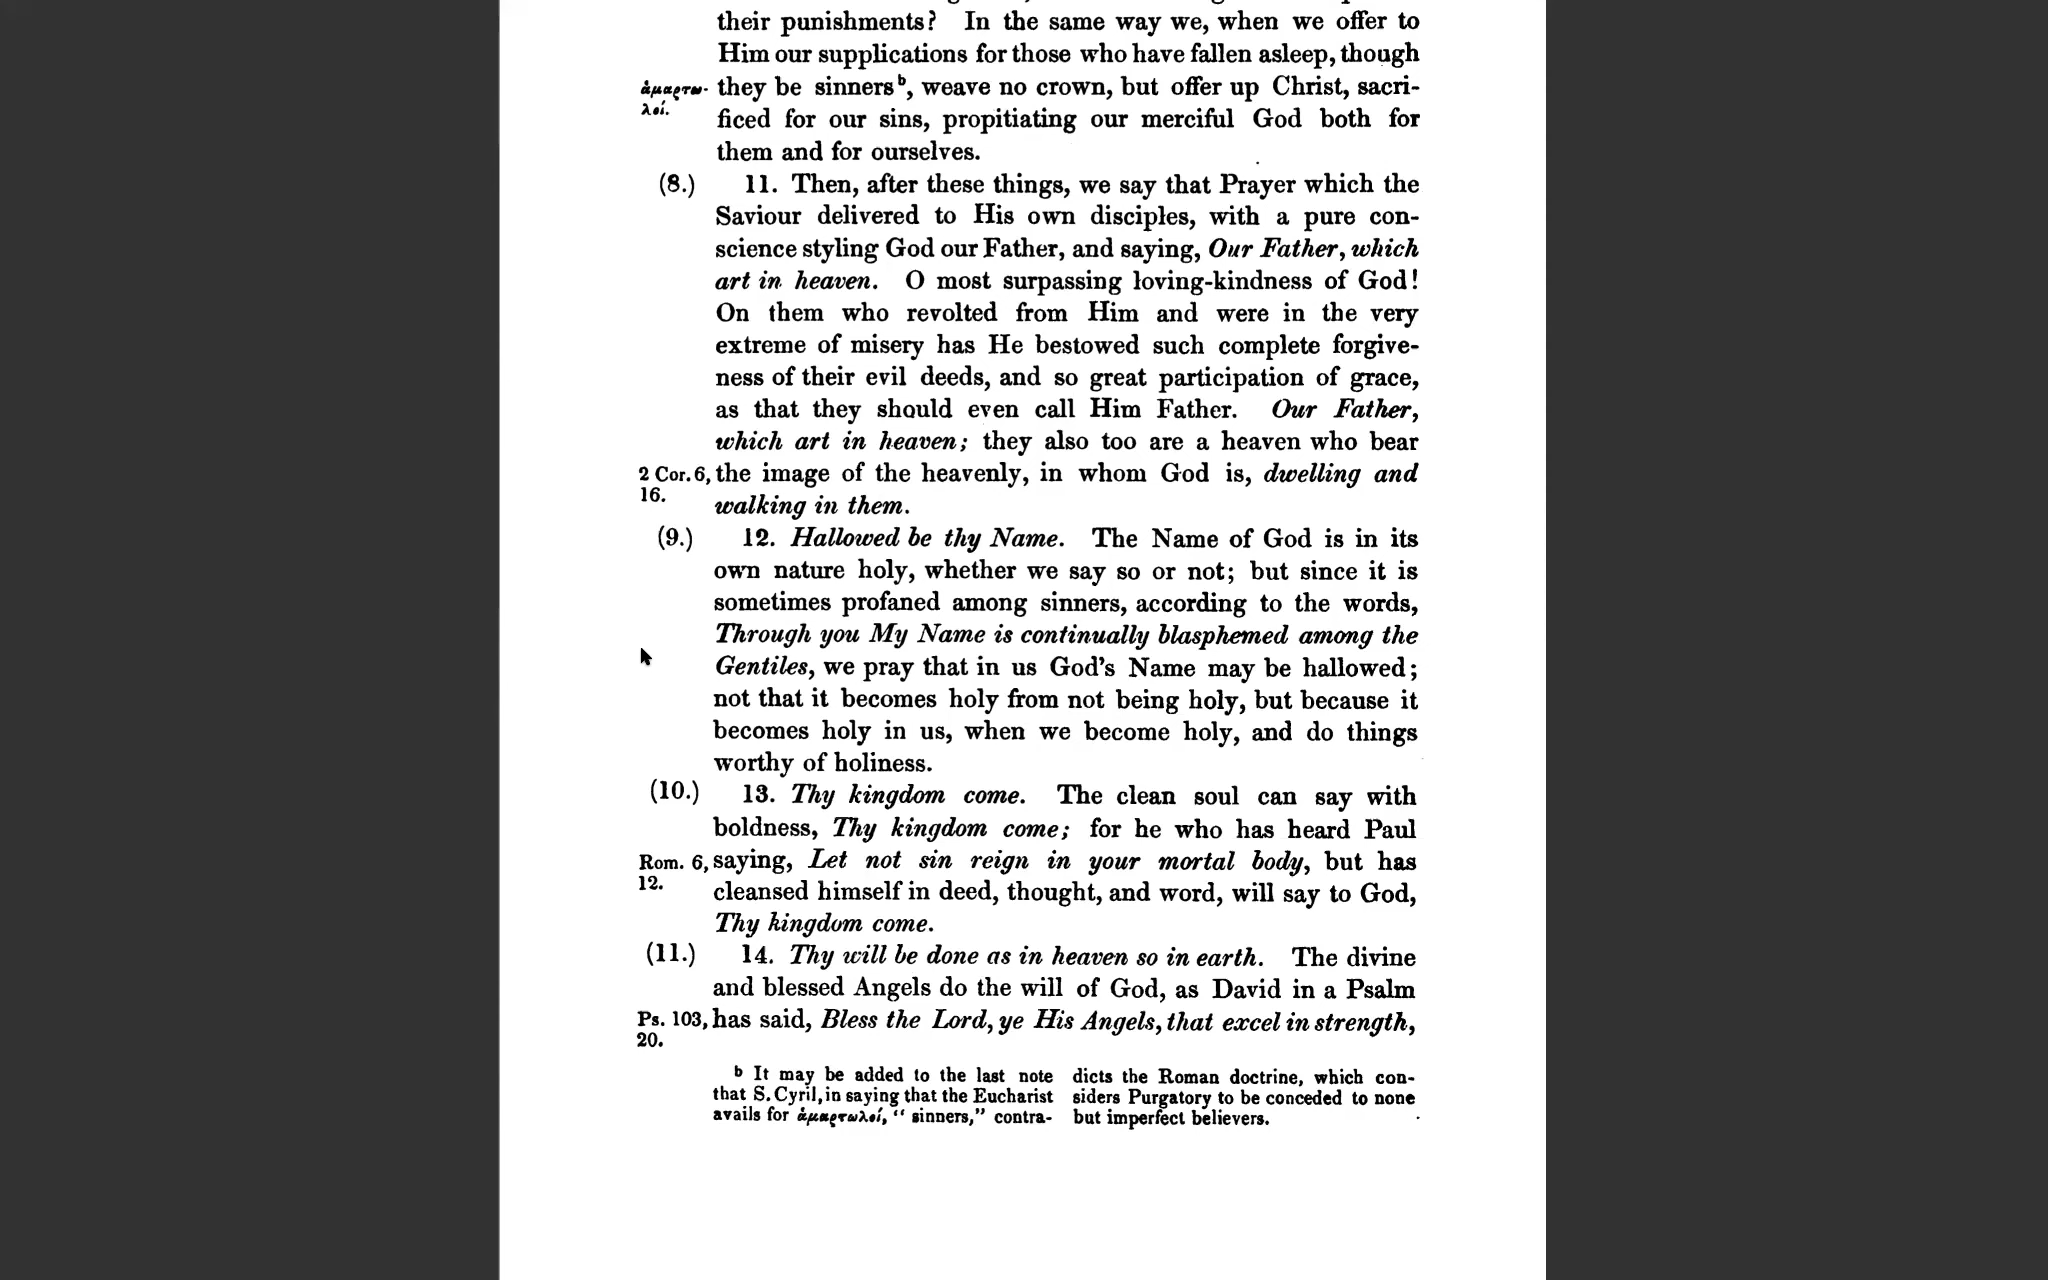 their punishments? In the same way we, when we offer to
Him our supplications for those who have fallen asleep, though
ἁμαρτω- they be sinners b, weave no crown, but offer up Christ, sacri-
λοί.
ficed for our sins, propitiating our merciful God both for
them and for ourselves.
(8.) 11. Then, after these things, we say that Prayer which the
Saviour delivered to His own disciples, with a pure con-
science styling God our Father, and saying, Our Father, which
art in heaven. O most surpassing loving-kindness of God!
On them who revolted from Him and were in the very
extreme of misery has He bestowed such complete forgive-
ness of their evil deeds, and so great participation of grace,
as that they should even call Him Father. Our Father,
which art in heaven; they also too are a heaven who bear
2 Cor. 6, the image of the heavenly, in whom God is, dwelling and
16. walking in them.
(9.) 12. Hallowed be thy Name. The Name of God is in its
own nature holy, whether we say so or not; but since it is
sometimes profaned among sinners, according to the words,
Through you My Name is continually blasphemed among the
Gentiles, we pray that in us God's Name may be hallowed;
not that it becomes holy from not being holy, but because it
becomes holy in us, when we become holy, and do things
worthy of holiness.
(10.) 13. Thy kingdom come. The clean soul can say with
boldness, Thy kingdom come; for he who has heard Paul
Rom. 6, saying, Let not sin reign in your mortal body, but has
12. cleansed himself in deed, thought, and word, will say to God,
Thy kingdom come.
(11.) 14. Thy will be done as in heaven so in earth. The divine
and blessed Angels do the will of God, as David in a Psalm
Ps. 103, has said, Bless the Lord, ye His Angels, that excel in strength,
20.
b It may be added to the last note
that S. Cyril, in saying that the Eucharist
avails for ἁμαρτωλοί, “ sinners,” contra-
dicts the Roman doctrine, which con-
siders Purgatory to be conceded to none
but imperfect believers.